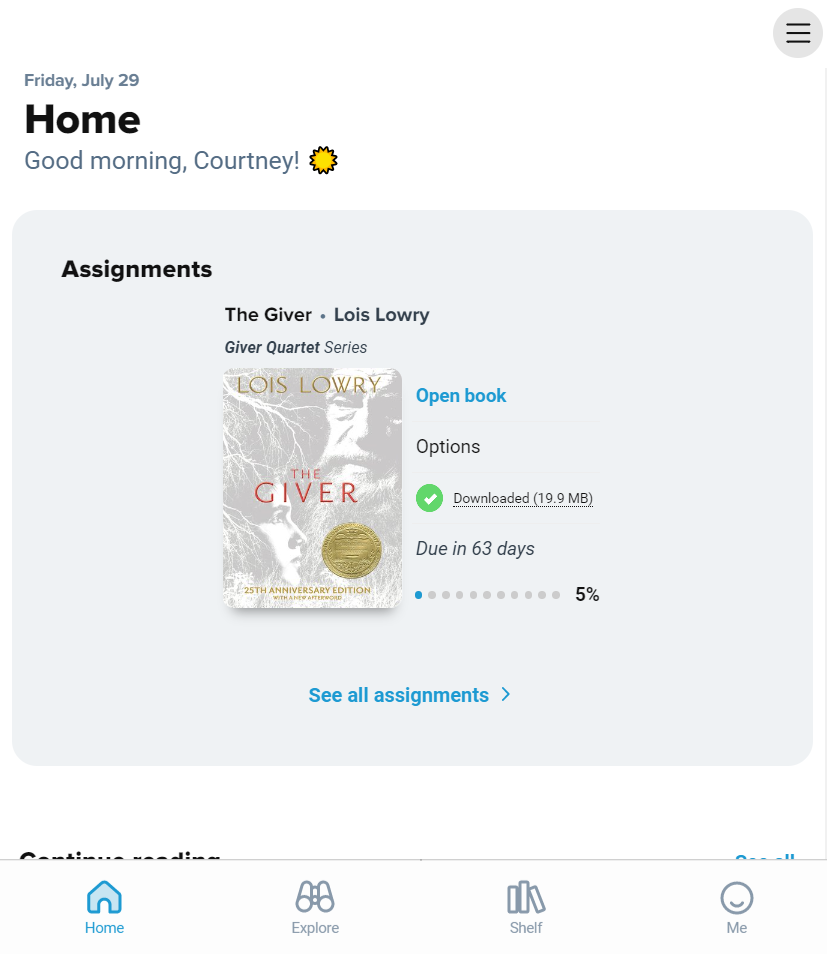 Friday, July 29
Home
Good morning, Courtney!
Assignments
The Giver • Lois Lowry
Giver Quartet Series
LOIS LOWRY
THE
GIVER
25TH ANNIVERSARY EDITION
WITH A NEW AFTERWORD
Open book
Options
Downloaded (19.9 MB)
Due in 63 days
5%
See all assignments
Continue reading
See all
Home
Explore
Shelf
Me